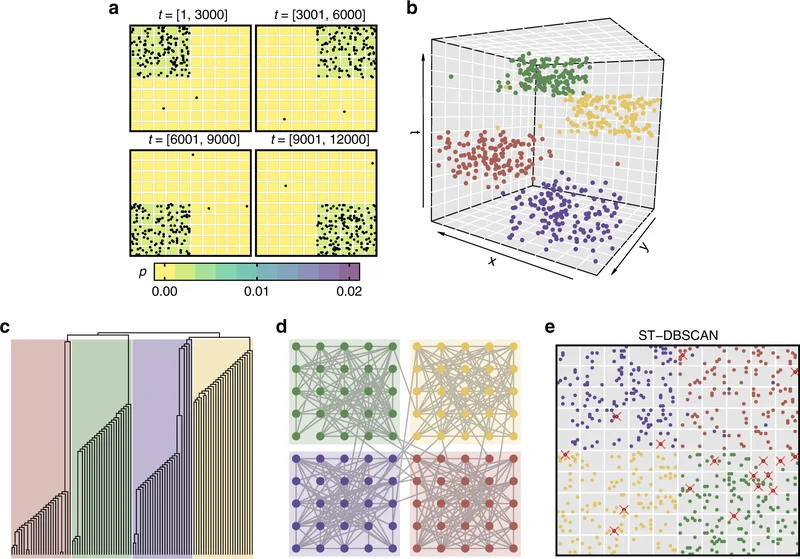 a
t = [1, 3000]
t = [3001, 6000]
t = [6001, 9000]
t = [9001, 12000]
p
0.00
0.01
0.02
b
t
x
y
c
d
e
ST−DBSCAN